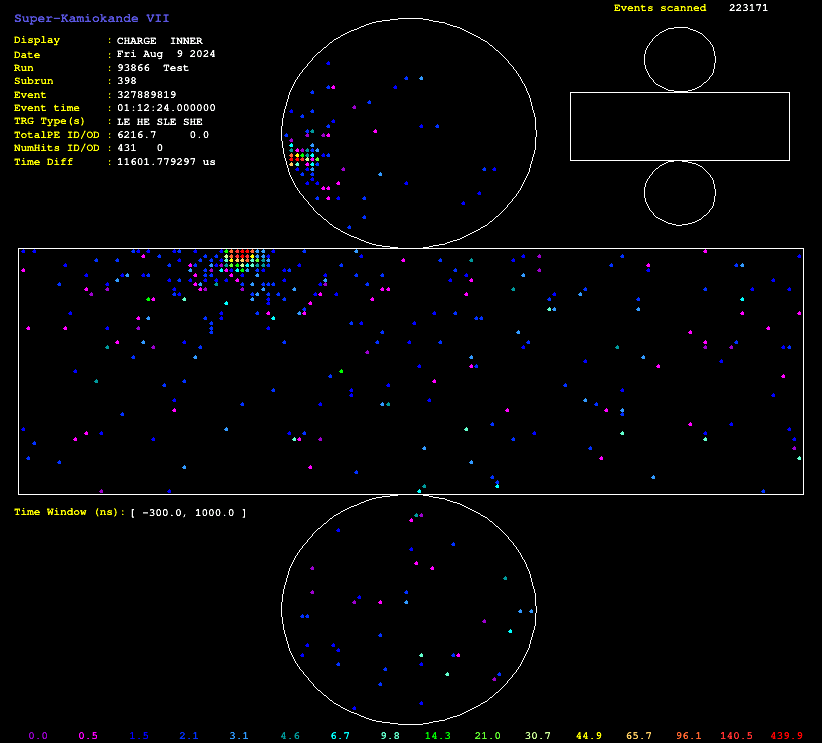 Super-Kamiokande VII
Events scanned 223171
Display : CHARGE INNER
Date : Fri Aug 9 2024
Run : 93866 Test
Subrun : 398
Event : 327889819
Event time : 01:12:24.000000
TRG Type(s) : LE HE SLE SHE
TotalPE ID/OD : 6216.7 0.0
NumHits ID/OD : 431 0
Time Diff : 11601.779297 us
Time Window (ns): [ -300.0, 1000.0 ]
0.0 0.5 1.5 2.1 3.1 4.6 6.7 9.8 14.3 21.0 30.7 44.9 65.7 96.1 140.5 439.9